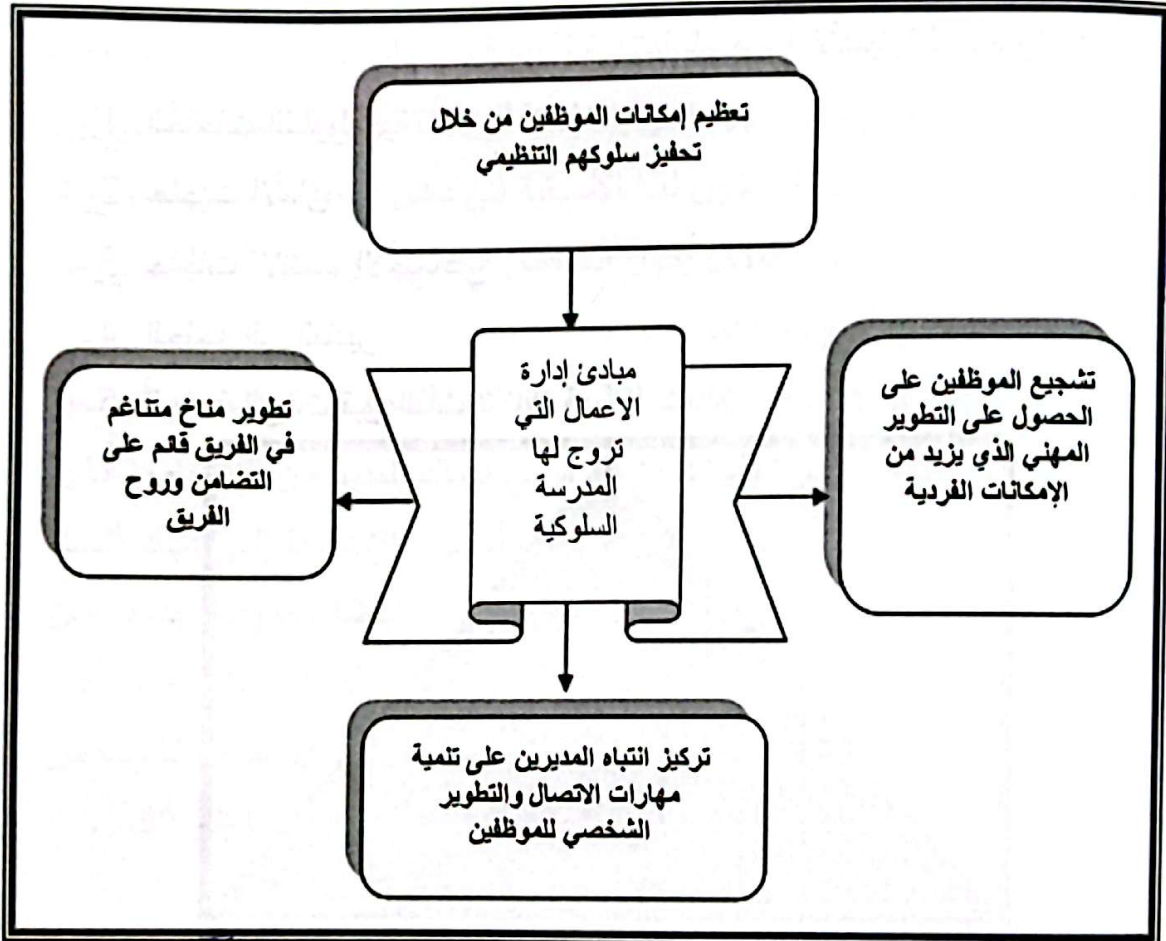 تعظيم إمكانات الموظفين من خلال
تحفيز سلوكهم التنظيمي
مبادئ إدارة
الاعمال التي
تروج لها
المدرسة
السلوكية
تشجيع الموظفين على
الحصول على التطوير
المهني الذي يزيد من
الإمكانات الفردية
تطوير مناخ متناغم
في الفريق قائم على
التضامن وروح
الفريق
تركيز انتباه المديرين على تنمية
مهارات الاتصال والتطوير
الشخصي للموظفين